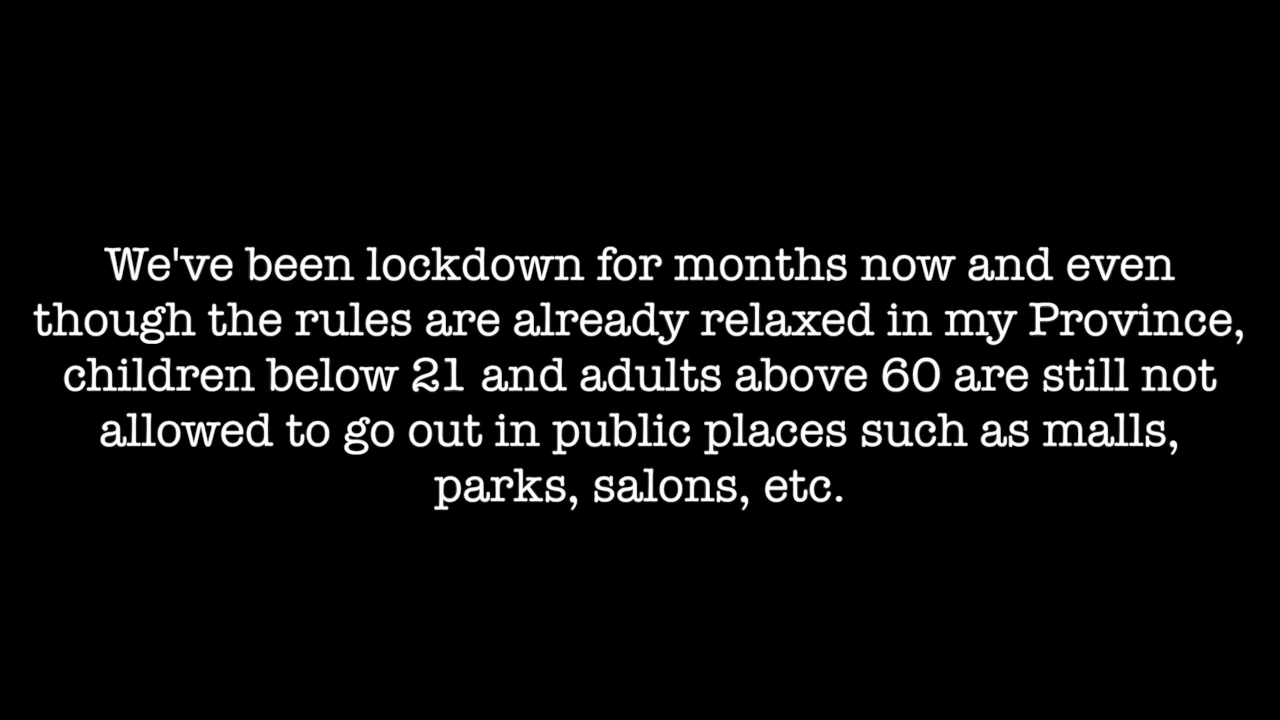 We've been lockdown for months now and even
though the rules are already relaxed in my Province,
children below 21 and adults above 60 are still not
allowed to go out in public places such as malls,
parks, salons, etc.